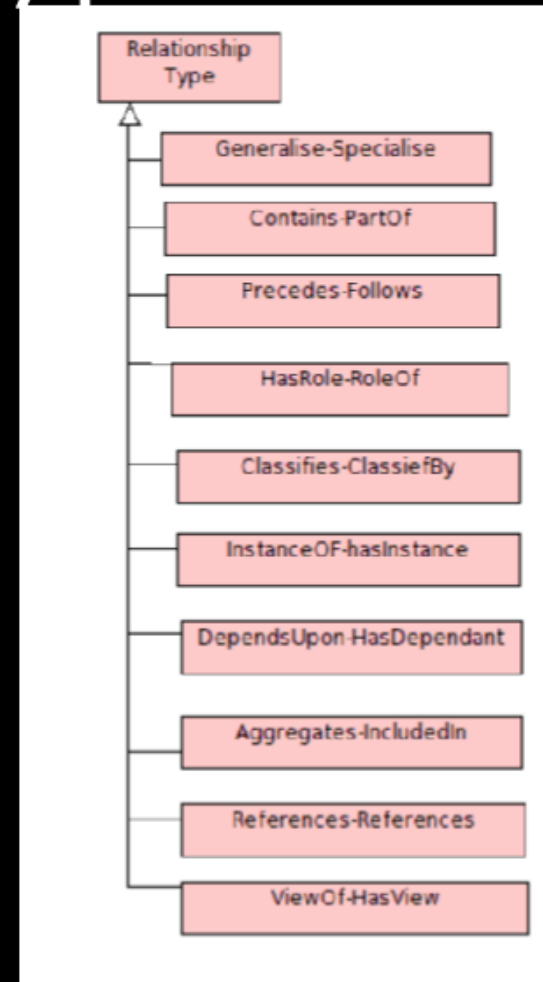 Relationship
Type
Generalise-Specialise
Contains-PartOf
Precedes-Follows
HasRole-RoleOf
Classifies-ClassiefBy
InstanceOF-hasInstance
DependsUpon-HasDependant
Aggregates-IncludedIn
References-References
ViewOf-HasView